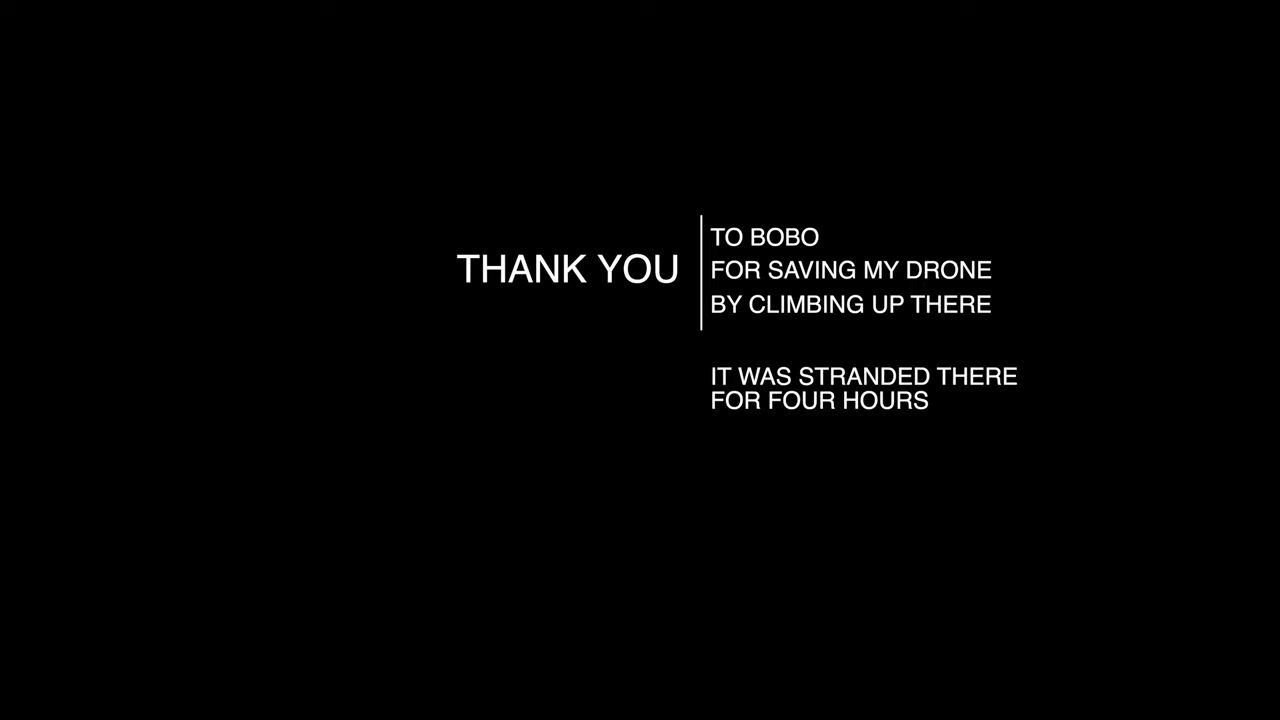 THANK YOU
TO BOBO
FOR SAVING MY DRONE
BY CLIMBING UP THERE
IT WAS STRANDED THERE
FOR FOUR HOURS